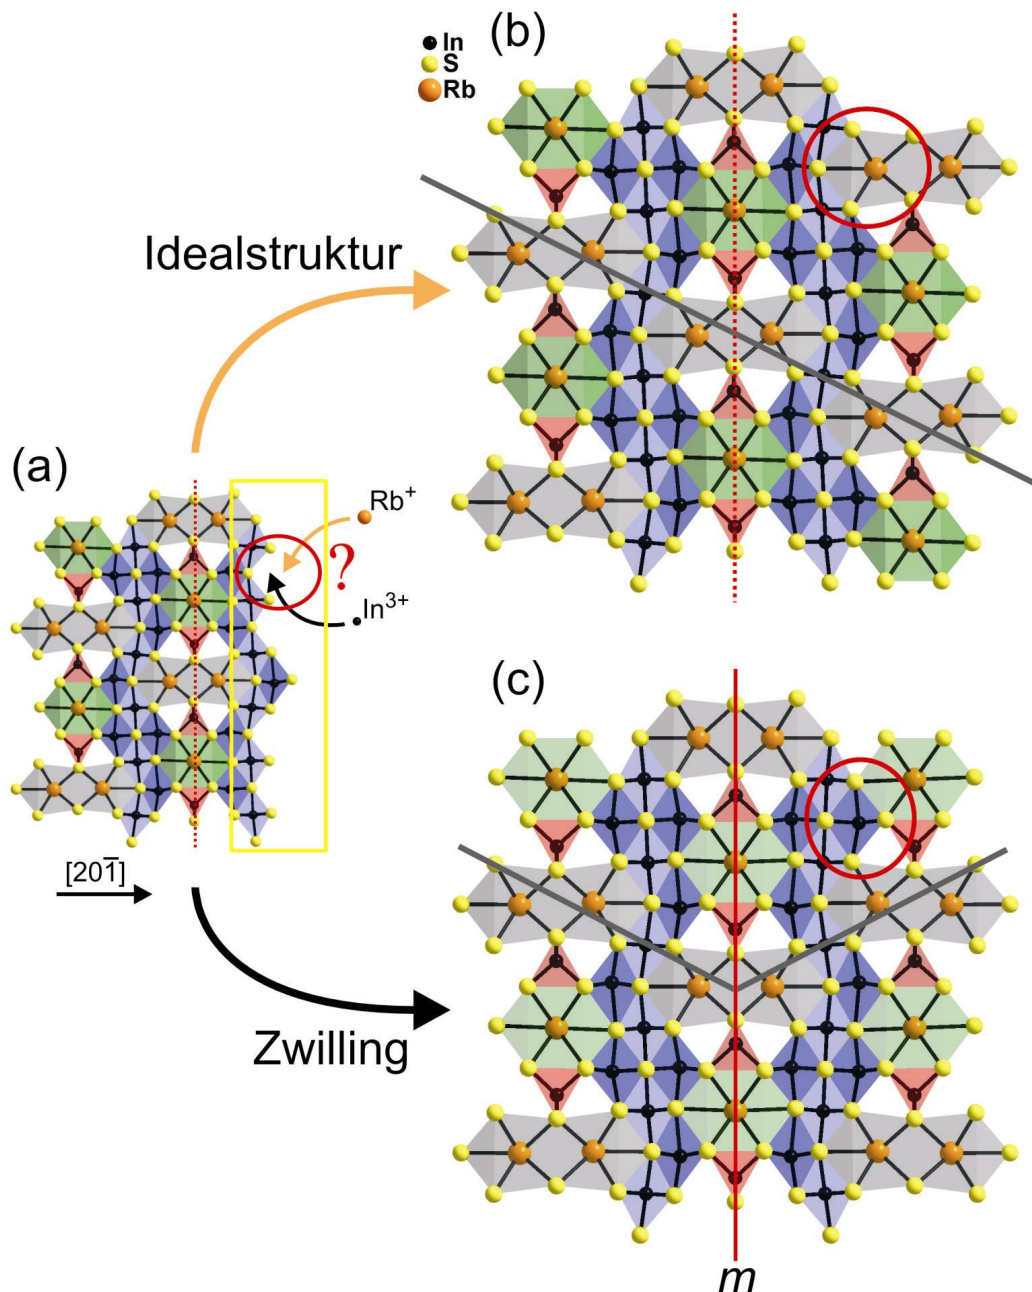 (b)
In
S
Rb
Idealstruktur
(a)
Rb⁺
?
In³⁺
[201̄]
(c)
Zwilling
m